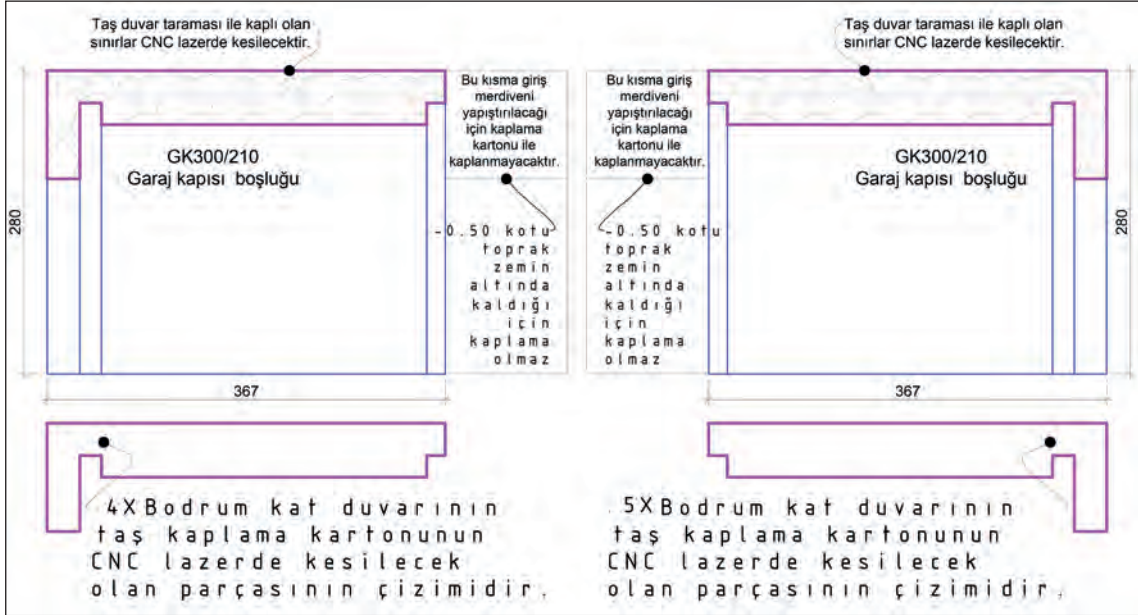 Taş duvar taraması ile kaplı olan
sınırlar CNC lazerde kesilecektir.
280
GK300/210
Garaj kapısı boşluğu
Bu kısma giriş
merdiveni
yapıştırılacağı
için kaplama
kartonu ile
kaplanmayacaktır.
-0.50 kotu
toprak
zemin
altında
kaldığı
için
kaplama
olmaz
367
4XBodrum kat duvarının
taş kaplama kartonunun
CNC lazerde kesilecek
olan parçasının çizimidir.
Taş duvar taraması ile kaplı olan
sınırlar CNC lazerde kesilecektir.
Bu kısma giriş
merdiveni
yapıştırılacağı
için kaplama
kartonu ile
kaplanmayacaktır.
-0.50 kotu
toprak
zemin
altında
kaldığı
için
kaplama
olmaz
GK300/210
Garaj kapısı boşluğu
280
367
5XBodrum kat duvarının
taş kaplama kartonunun
CNC lazerde kesilecek
olan parçasının çizimidir.